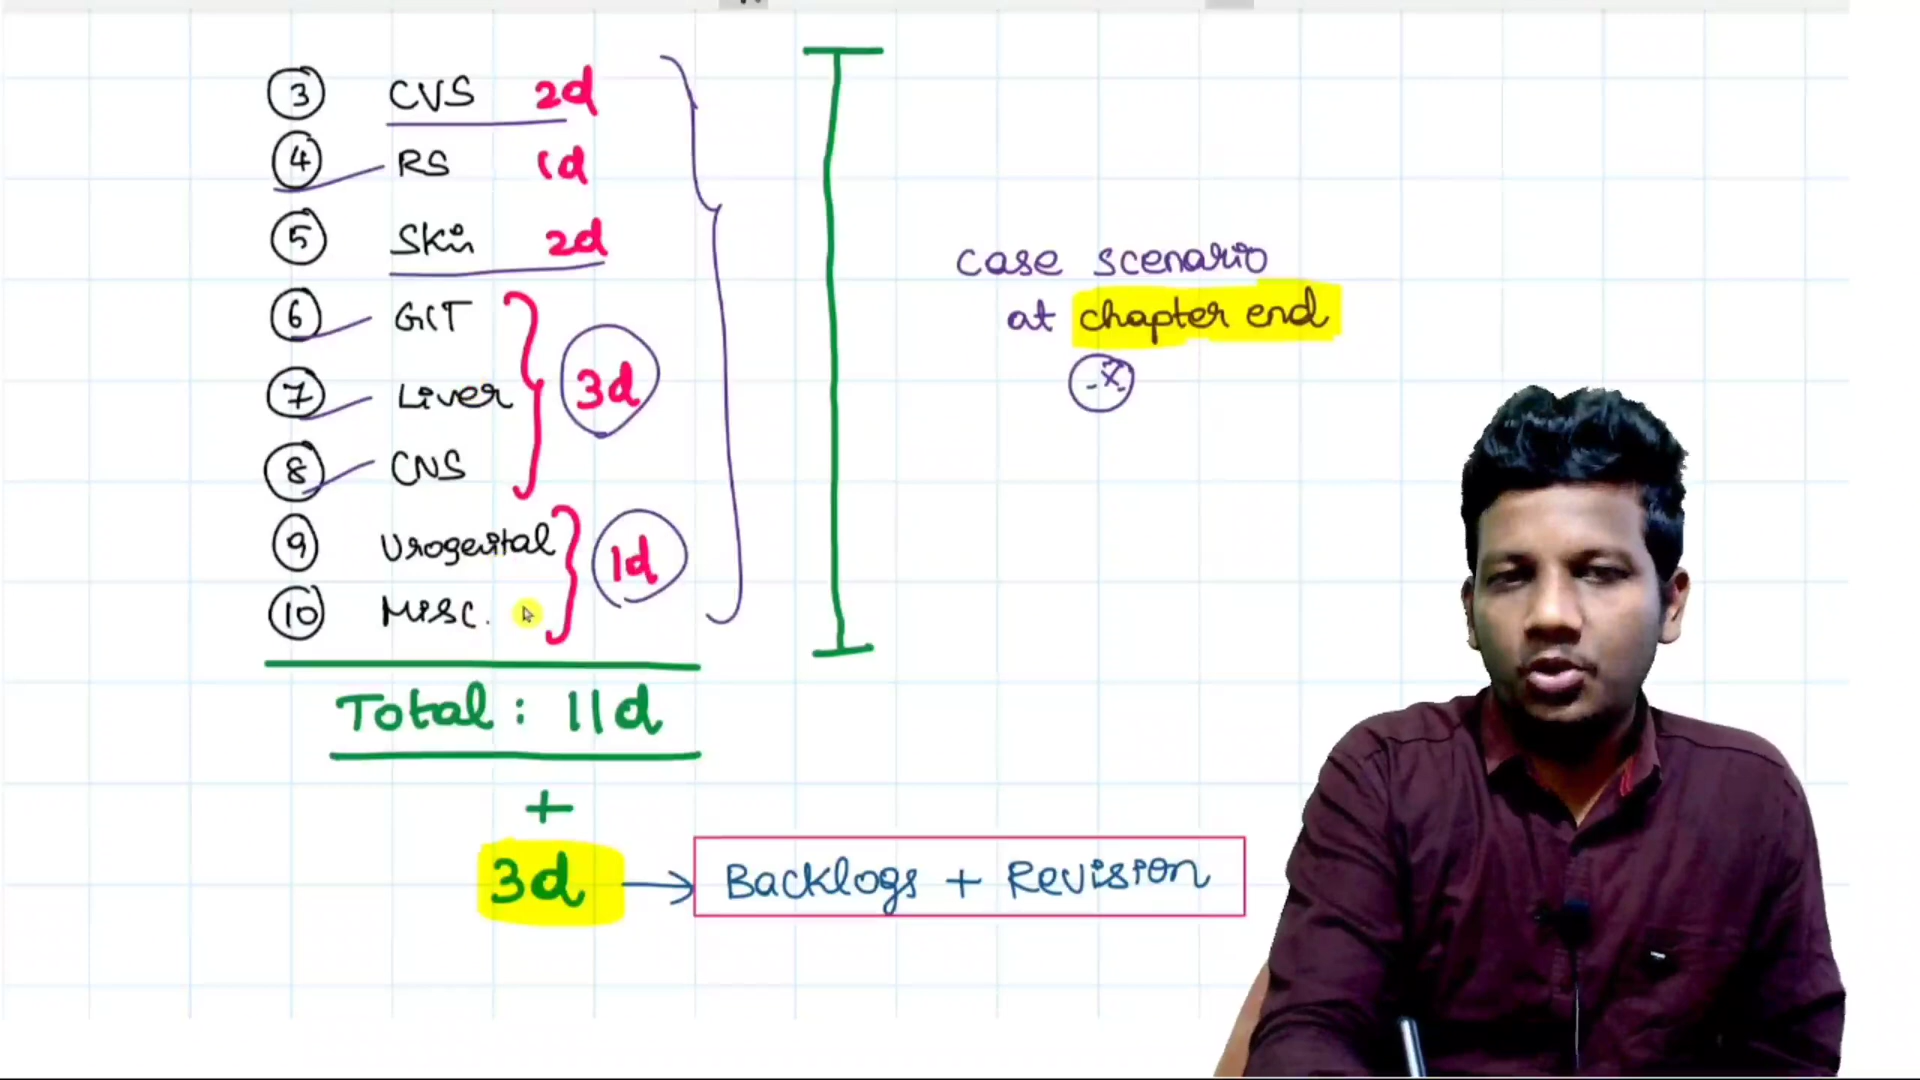 3 CVS 2d
4 RS 1d
5 Skin 2d
6 GIT
7 Liver
3d
8 CNS
9 Urogenital
1d
10 Misc.
Total : 11d
+
3d → Backlogs + Revision
case scenario
at chapter end